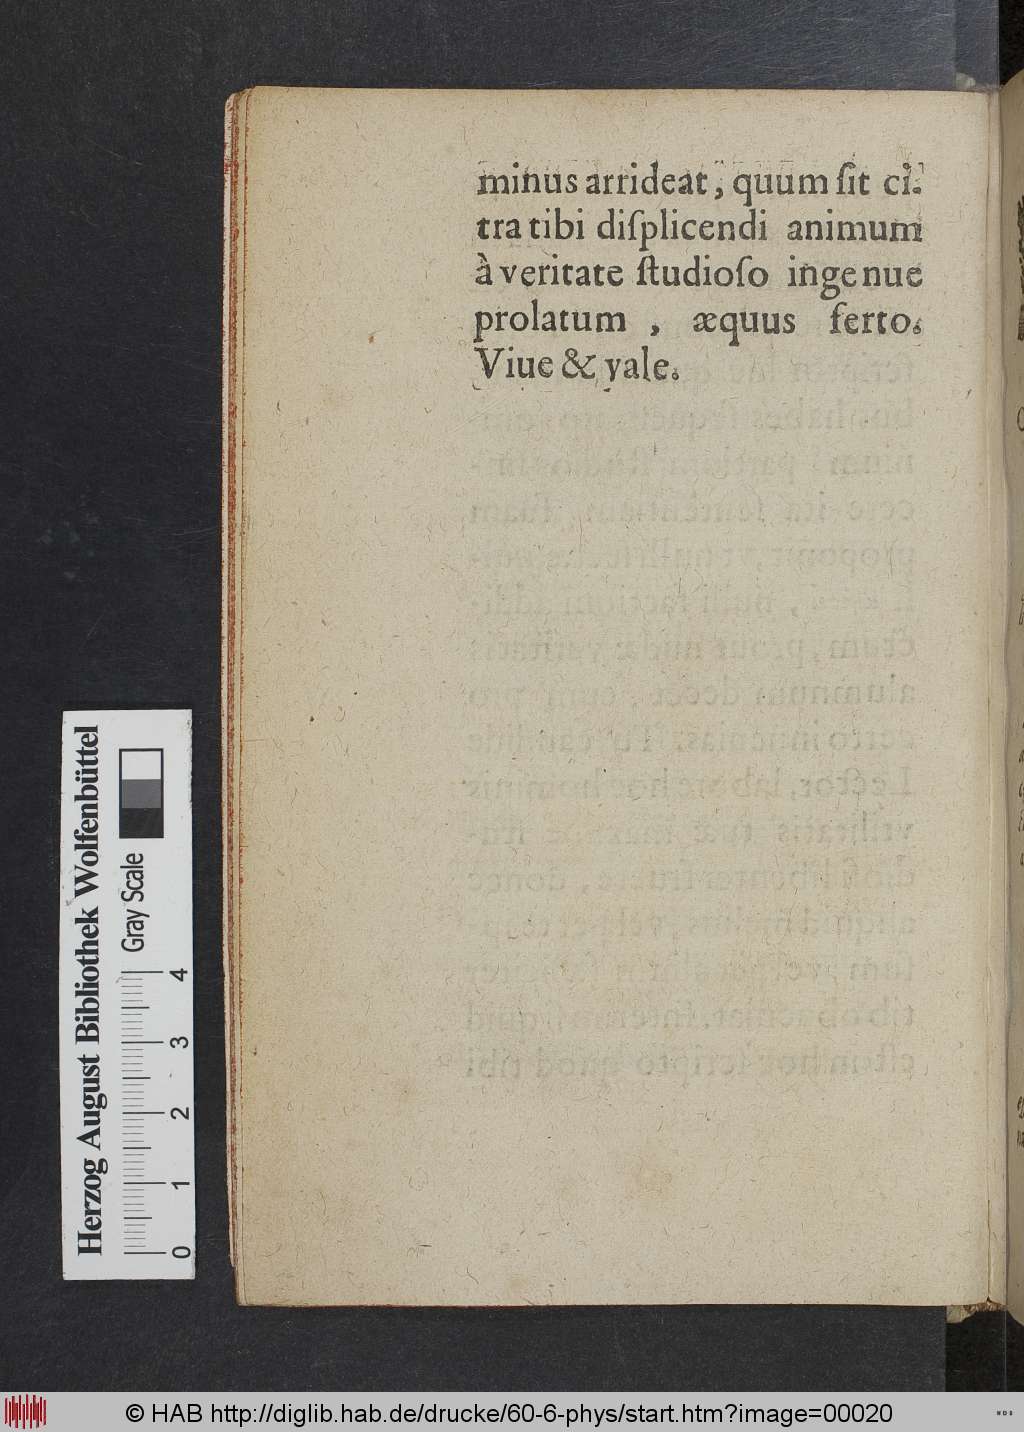 minus arrideat, quum ſit ci-
tra tibi diſplicendi animum
à veritate ſtudioſo ingenue
prolatum , æquus ferto.
Viue & vale.
Herzog August Bibliothek Wolfenbüttel
Gray Scale
0 1 2 3 4
© HAB http://diglib.hab.de/drucke/60-6-phys/start.htm?image=00020